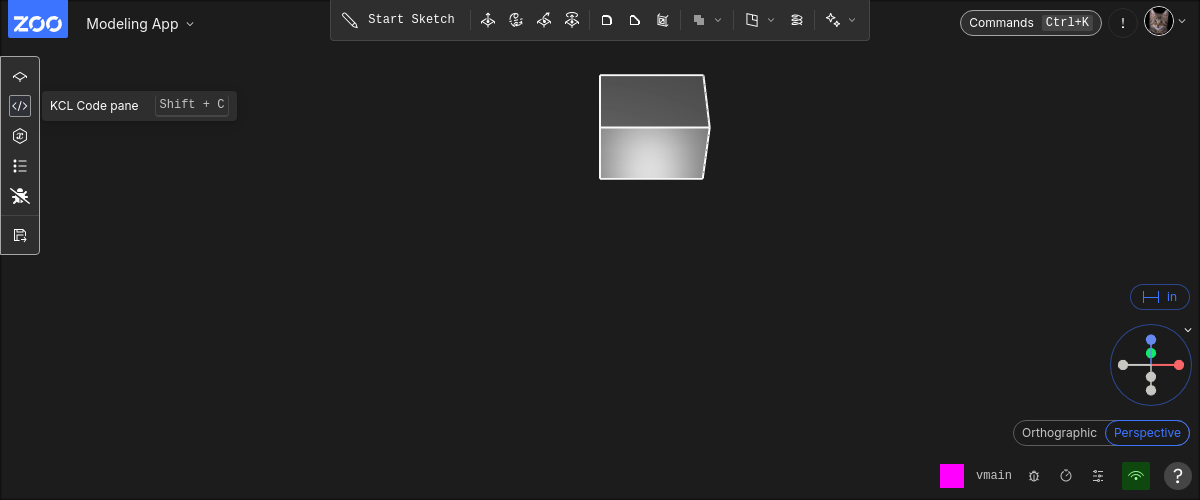 ZOO Modeling App Start Sketch Commands Ctrl+K !
KCL Code pane Shift + C
in
Orthographic Perspective
vmain ?